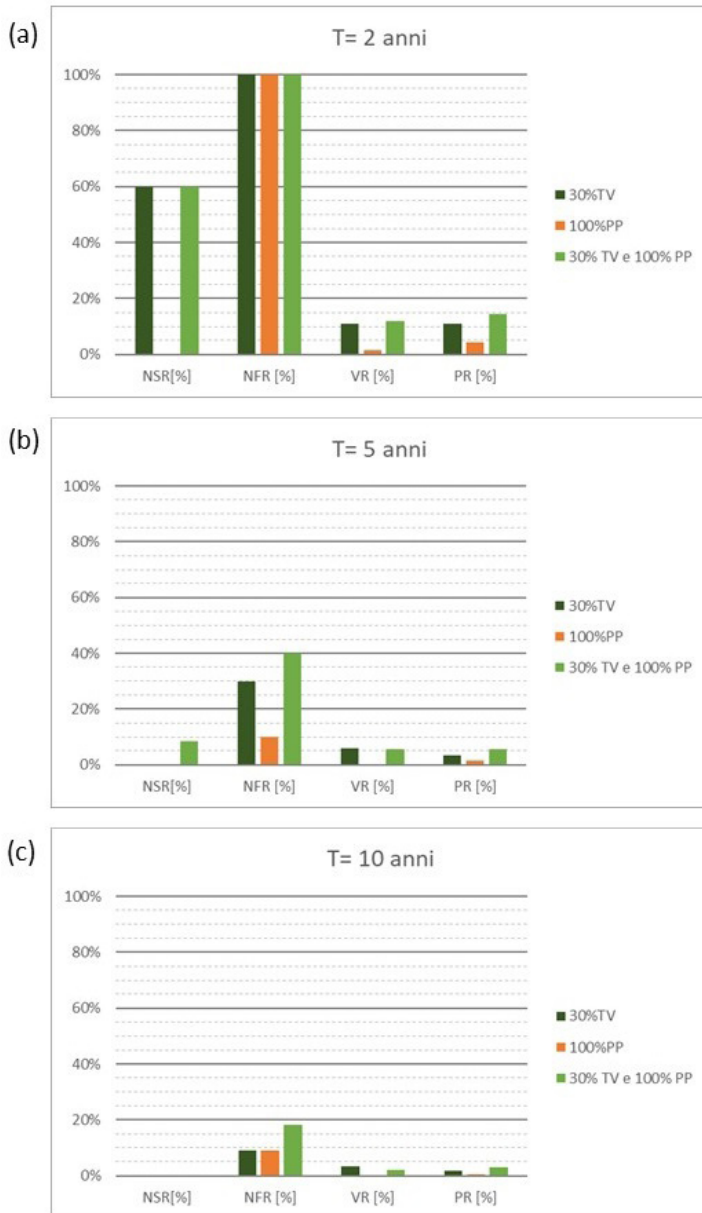 (a)
T= 2 anni
100%
80%
60%
40%
20%
0%
NSR[%] NFR [%] VR [%] PR [%]
30%TV
100%PP
30% TV e 100% PP
(b)
T= 5 anni
100%
80%
60%
40%
20%
0%
NSR[%] NFR [%] VR [%] PR [%]
30%TV
100%PP
30% TV e 100% PP
(c)
T= 10 anni
100%
80%
60%
40%
20%
0%
NSR[%] NFR [%] VR [%] PR [%]
30%TV
100%PP
30% TV e 100% PP